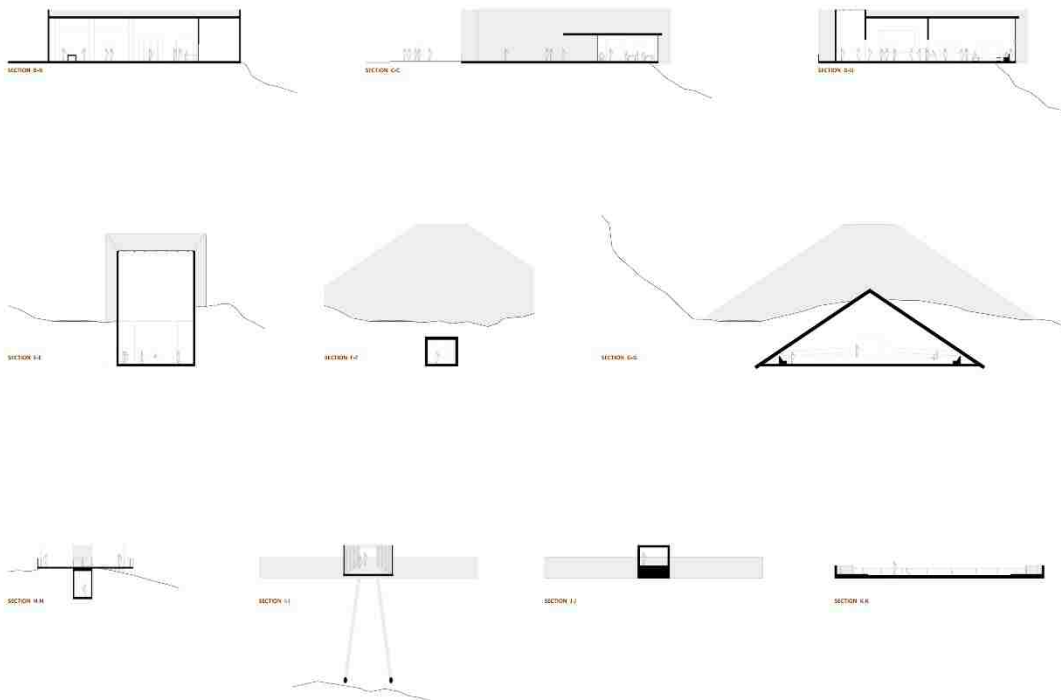 SECTION B-B
SECTION C-C
SECTION D-D
SECTION E-E
SECTION F-F
SECTION G-G
SECTION H-H
SECTION I-I
SECTION J-J
SECTION K-K